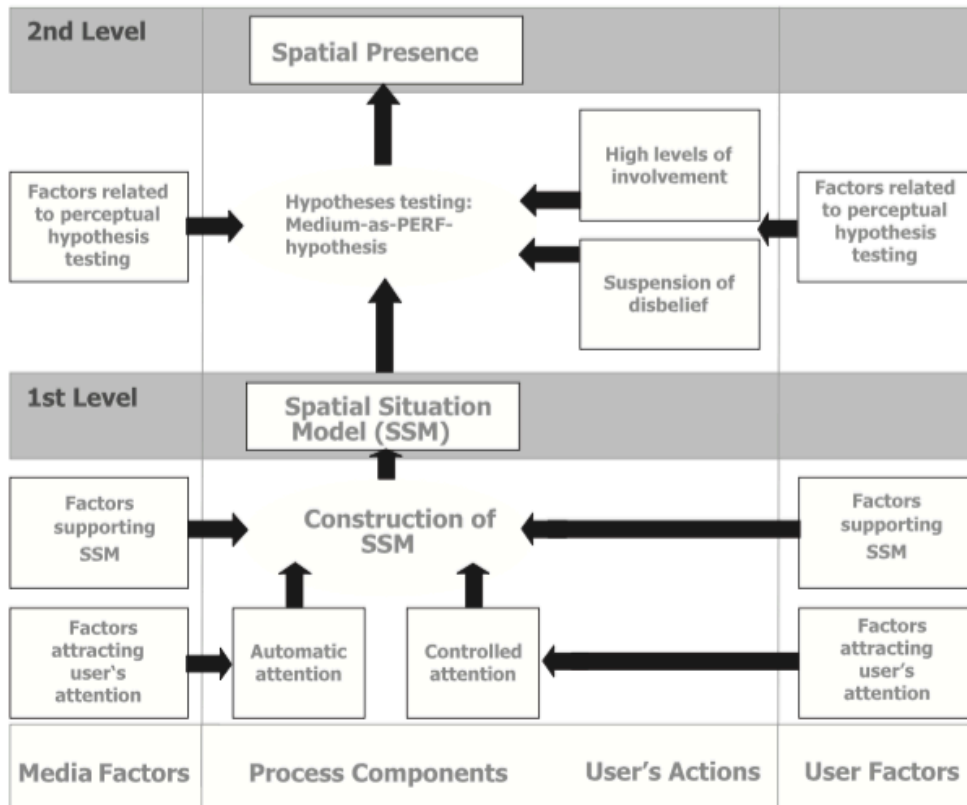 2nd Level
Spatial Presence
Factors related
to perceptual
hypothesis
testing
Hypotheses testing:
Medium-as-PERF-
hypothesis
High levels of
involvement
Suspension of
disbelief
Factors related
to perceptual
hypothesis
testing
1st Level
Spatial Situation
Model (SSM)
Factors
supporting
SSM
Construction of
SSM
Factors
supporting
SSM
Factors
attracting
user's
attention
Automatic
attention
Controlled
attention
Factors
attracting
user's
attention
Media Factors
Process Components
User's Actions
User Factors